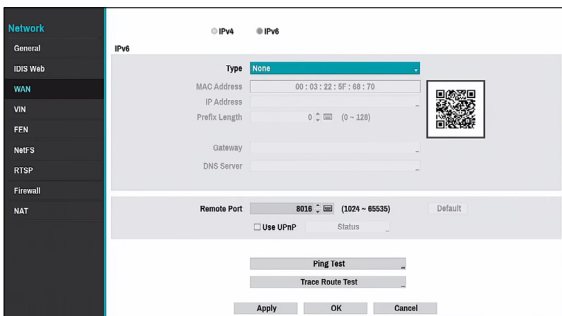 Network
General
IDIS Web
WAN
VIN
FEN
NetFS
RTSP
Firewall
NAT
IPv4 IPv6
IPv6
Type None
MAC Address 00 : 03 : 22 : 5F : 68 : 70
IP Address
Prefix Length 0 (0 ~ 128)
Gateway
DNS Server
Remote Port 8016 (1024 ~ 65535) Default
Use UPnP Status
Ping Test
Trace Route Test
Apply OK Cancel